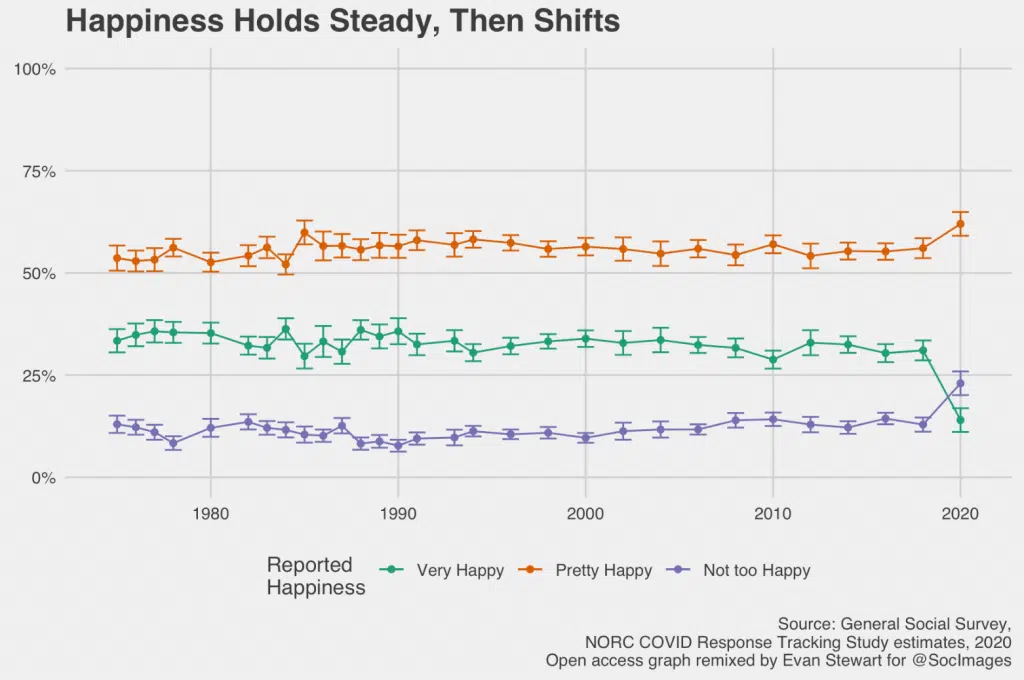 Happiness Holds Steady, Then Shifts
100%
75%
50%
25%
0%
1980 1990 2000 2010 2020
Reported
Happiness
Very Happy Pretty Happy Not too Happy
Source: General Social Survey,
NORC COVID Response Tracking Study estimates, 2020
Open access graph remixed by Evan Stewart for @SocImages